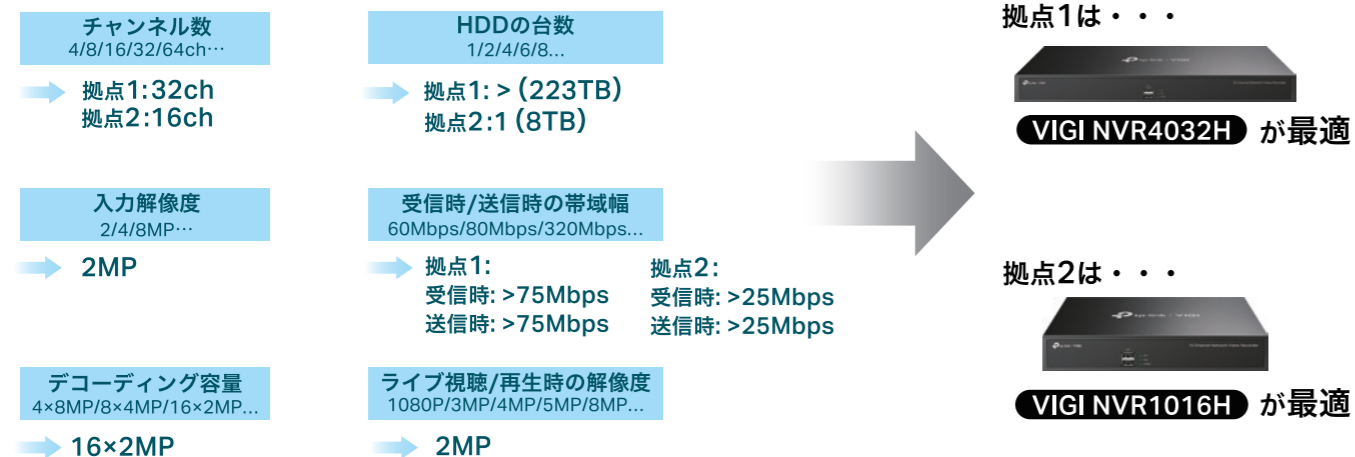 チャンネル数
4/8/16/32/64ch…
拠点1:32ch
拠点2:16ch
HDDの台数
1/2/4/6/8...
拠点1: > (223TB)
拠点2:1 (8TB)
入力解像度
2/4/8MP…
2MP
受信時/送信時の帯域幅
60Mbps/80Mbps/320Mbps...
拠点1:
受信時: >75Mbps
送信時: >75Mbps
拠点2:
受信時: >25Mbps
送信時: >25Mbps
デコーディング容量
4×8MP/8×4MP/16×2MP...
16×2MP
ライブ視聴/再生時の解像度
1080P/3MP/4MP/5MP/8MP...
2MP
拠点1は・・・
tp-link | VIGI
VIGI NVR4032H が最適
拠点2は・・・
tp-link | VIGI
VIGI NVR1016H が最適